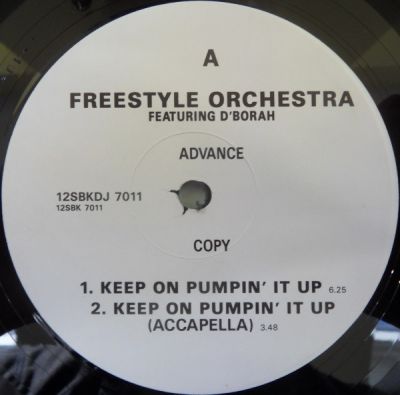 A
FREESTYLE ORCHESTRA
FEATURING D'BORAH
ADVANCE
12SBKDJ 7011
12SBK 7011
COPY
1. KEEP ON PUMPIN' IT UP 6.25
2. KEEP ON PUMPIN' IT UP
(ACCAPELLA) 3.48